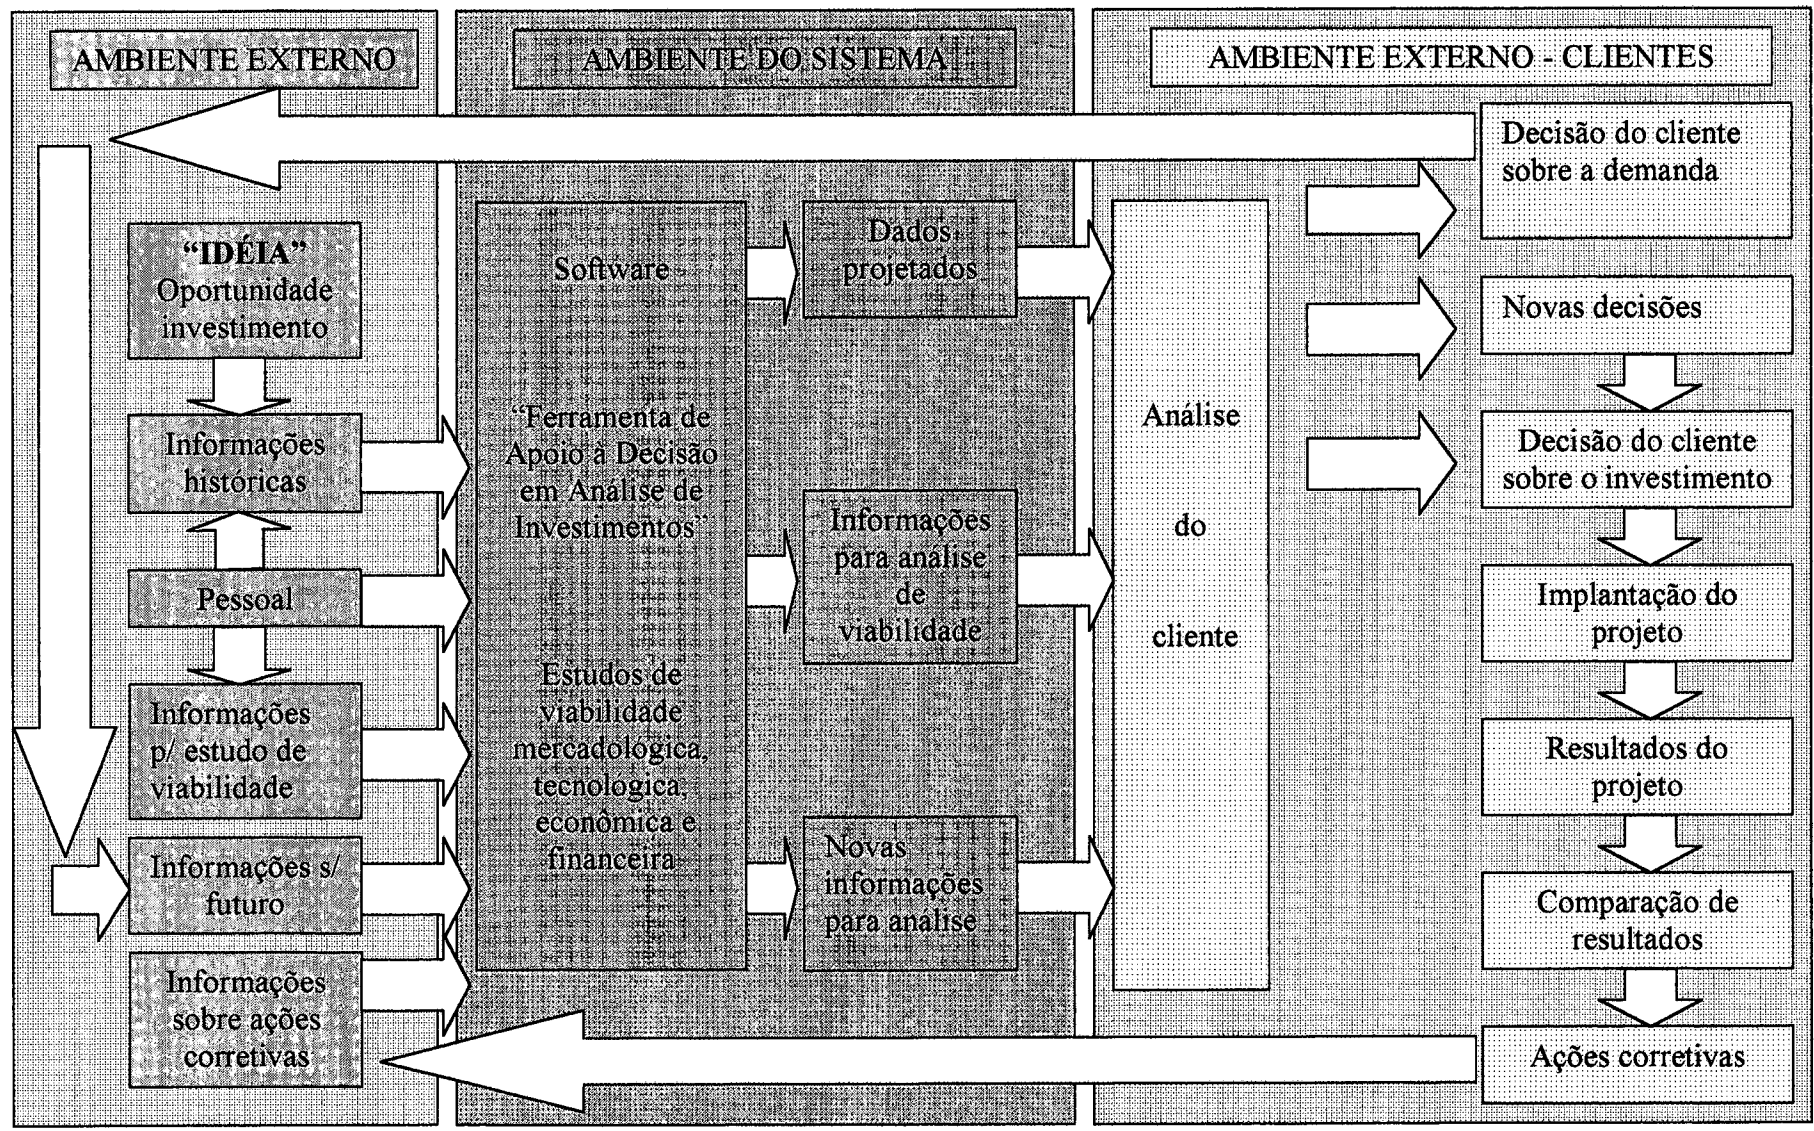 AMBIENTE EXTERNO
AMBIENTE DO SISTEMA
AMBIENTE EXTERNO - CLIENTES
“IDÉIA”
Oportunidade
investimento
Informações
históricas
Pessoal
Informações
p/ estudo de
viabilidade
Informações s/
futuro
Informações
sobre ações
corretivas
Software
“Ferramenta de
Apoio à Decisão
em Análise de
Investimentos”
Estudos de
viabilidade
mercadológica,
tecnologica,
econômica e
financeira
Dados
projetados
Informações
para análise
de
viabilidade
Novas
informações
para análise
Análise
do
cliente
Decisão do cliente
sobre a demanda
Novas decisões
Decisão do cliente
sobre o investimento
Implantação do
projeto
Resultados do
projeto
Comparação de
resultados
Ações corretivas